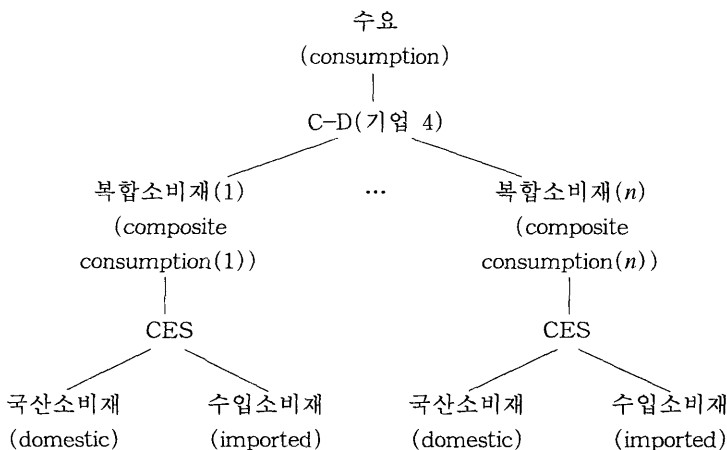 수요
(consumption)
C-D(기업 4)
복합소비재(1) … 복합소비재(n)
(composite (composite
consumption(1)) consumption(n))
CES CES
국산소비재 수입소비재 국산소비재 수입소비재
(domestic) (imported) (domestic) (imported)